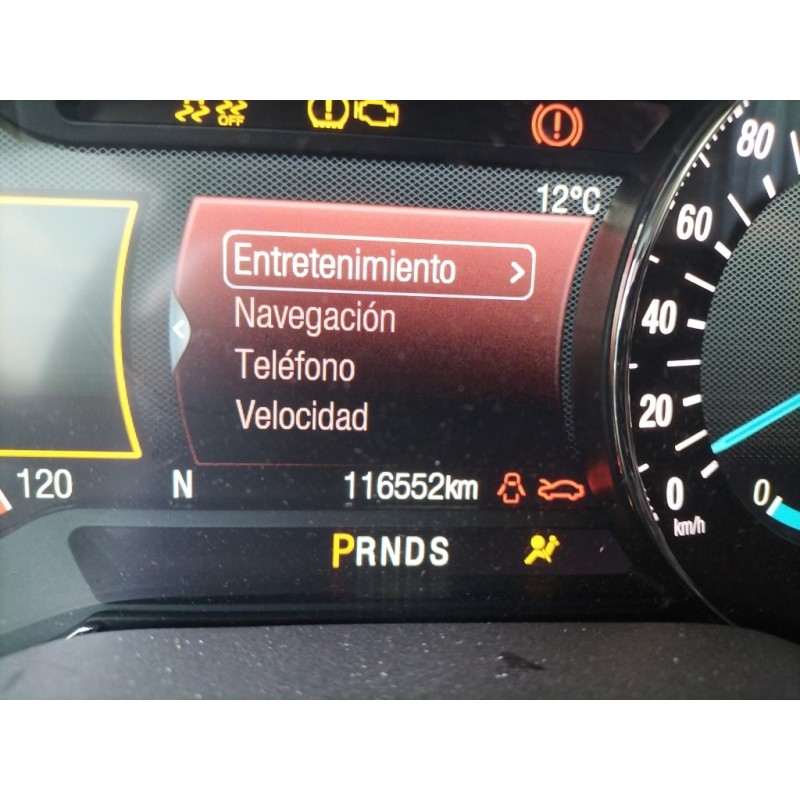 OFF
12°C
Entretenimiento >
Navegación
Teléfono
Velocidad
80
60
40
20
0
km/h
120
N
116552km
0
PRNDS